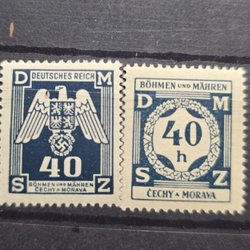 DEUTSCHES REICH
D M
40
S Z
BÖHMEN UND MÄHREN
ČECHY A MORAVA
BÖHMEN UND MÄHREN
D M
40
h
S Z
ČECHY A MORAVA